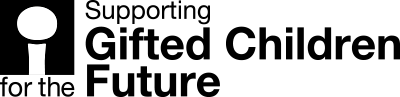 Supporting
Gifted Children
for the Future